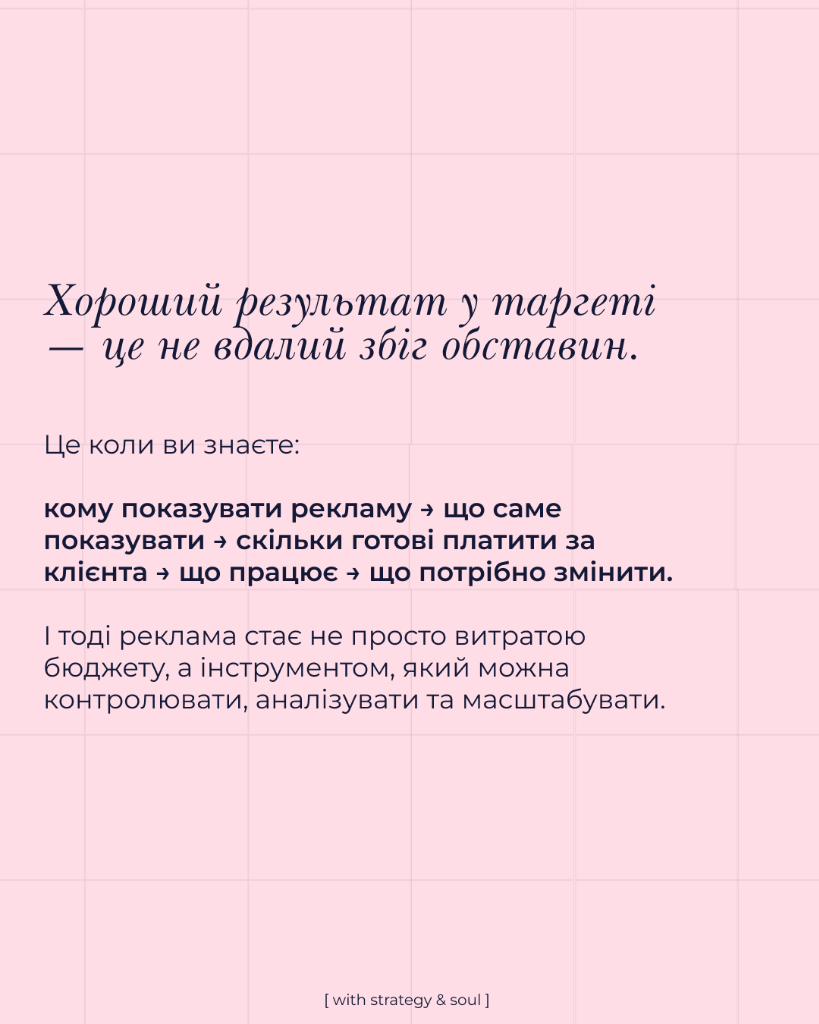 Хороший результат у таргеті
— це не вдалий збіг обставин.
Це коли ви знаєте:
кому показувати рекламу → що саме
показувати → скільки готові платити за
клієнта → що працює → що потрібно змінити.
І тоді реклама стає не просто витратою
бюджету, а інструментом, який можна
контролювати, аналізувати та масштабувати.
[ with strategy & soul ]